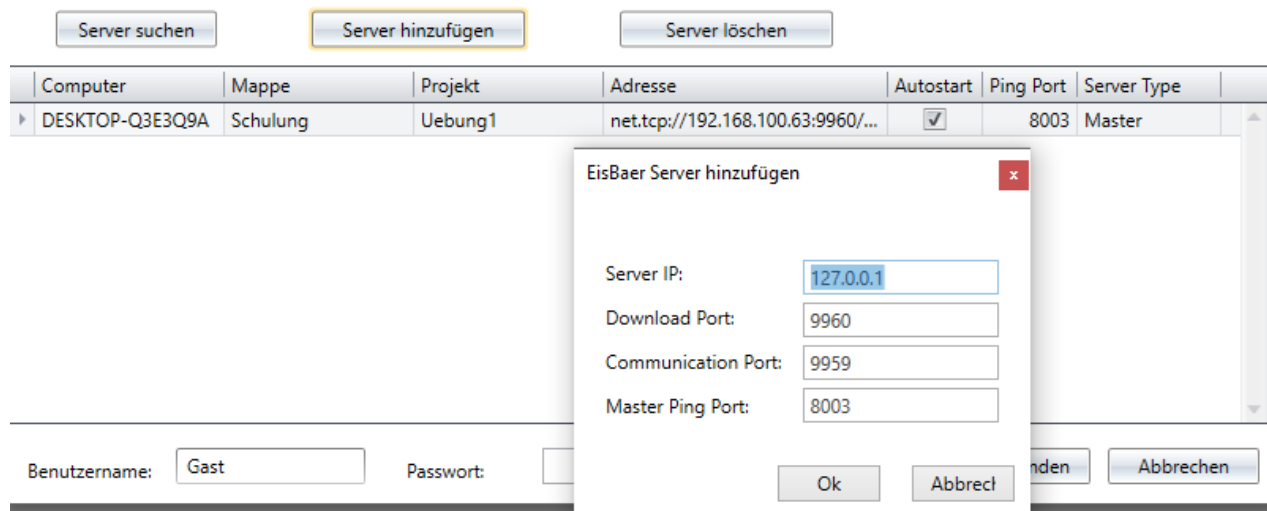 Server suchen Server hinzufügen Server löschen
Computer Mappe Projekt Adresse Autostart Ping Port Server Type
DESKTOP-Q3E3Q9A Schulung Uebung1 net.tcp://192.168.100.63:9960/... 8003 Master
EisBaer Server hinzufügen x
Server IP: 127.0.0.1
Download Port: 9960
Communication Port: 9959
Master Ping Port: 8003
Benutzername: Gast Passwort: nden Abbrechen
Ok Abbrecl